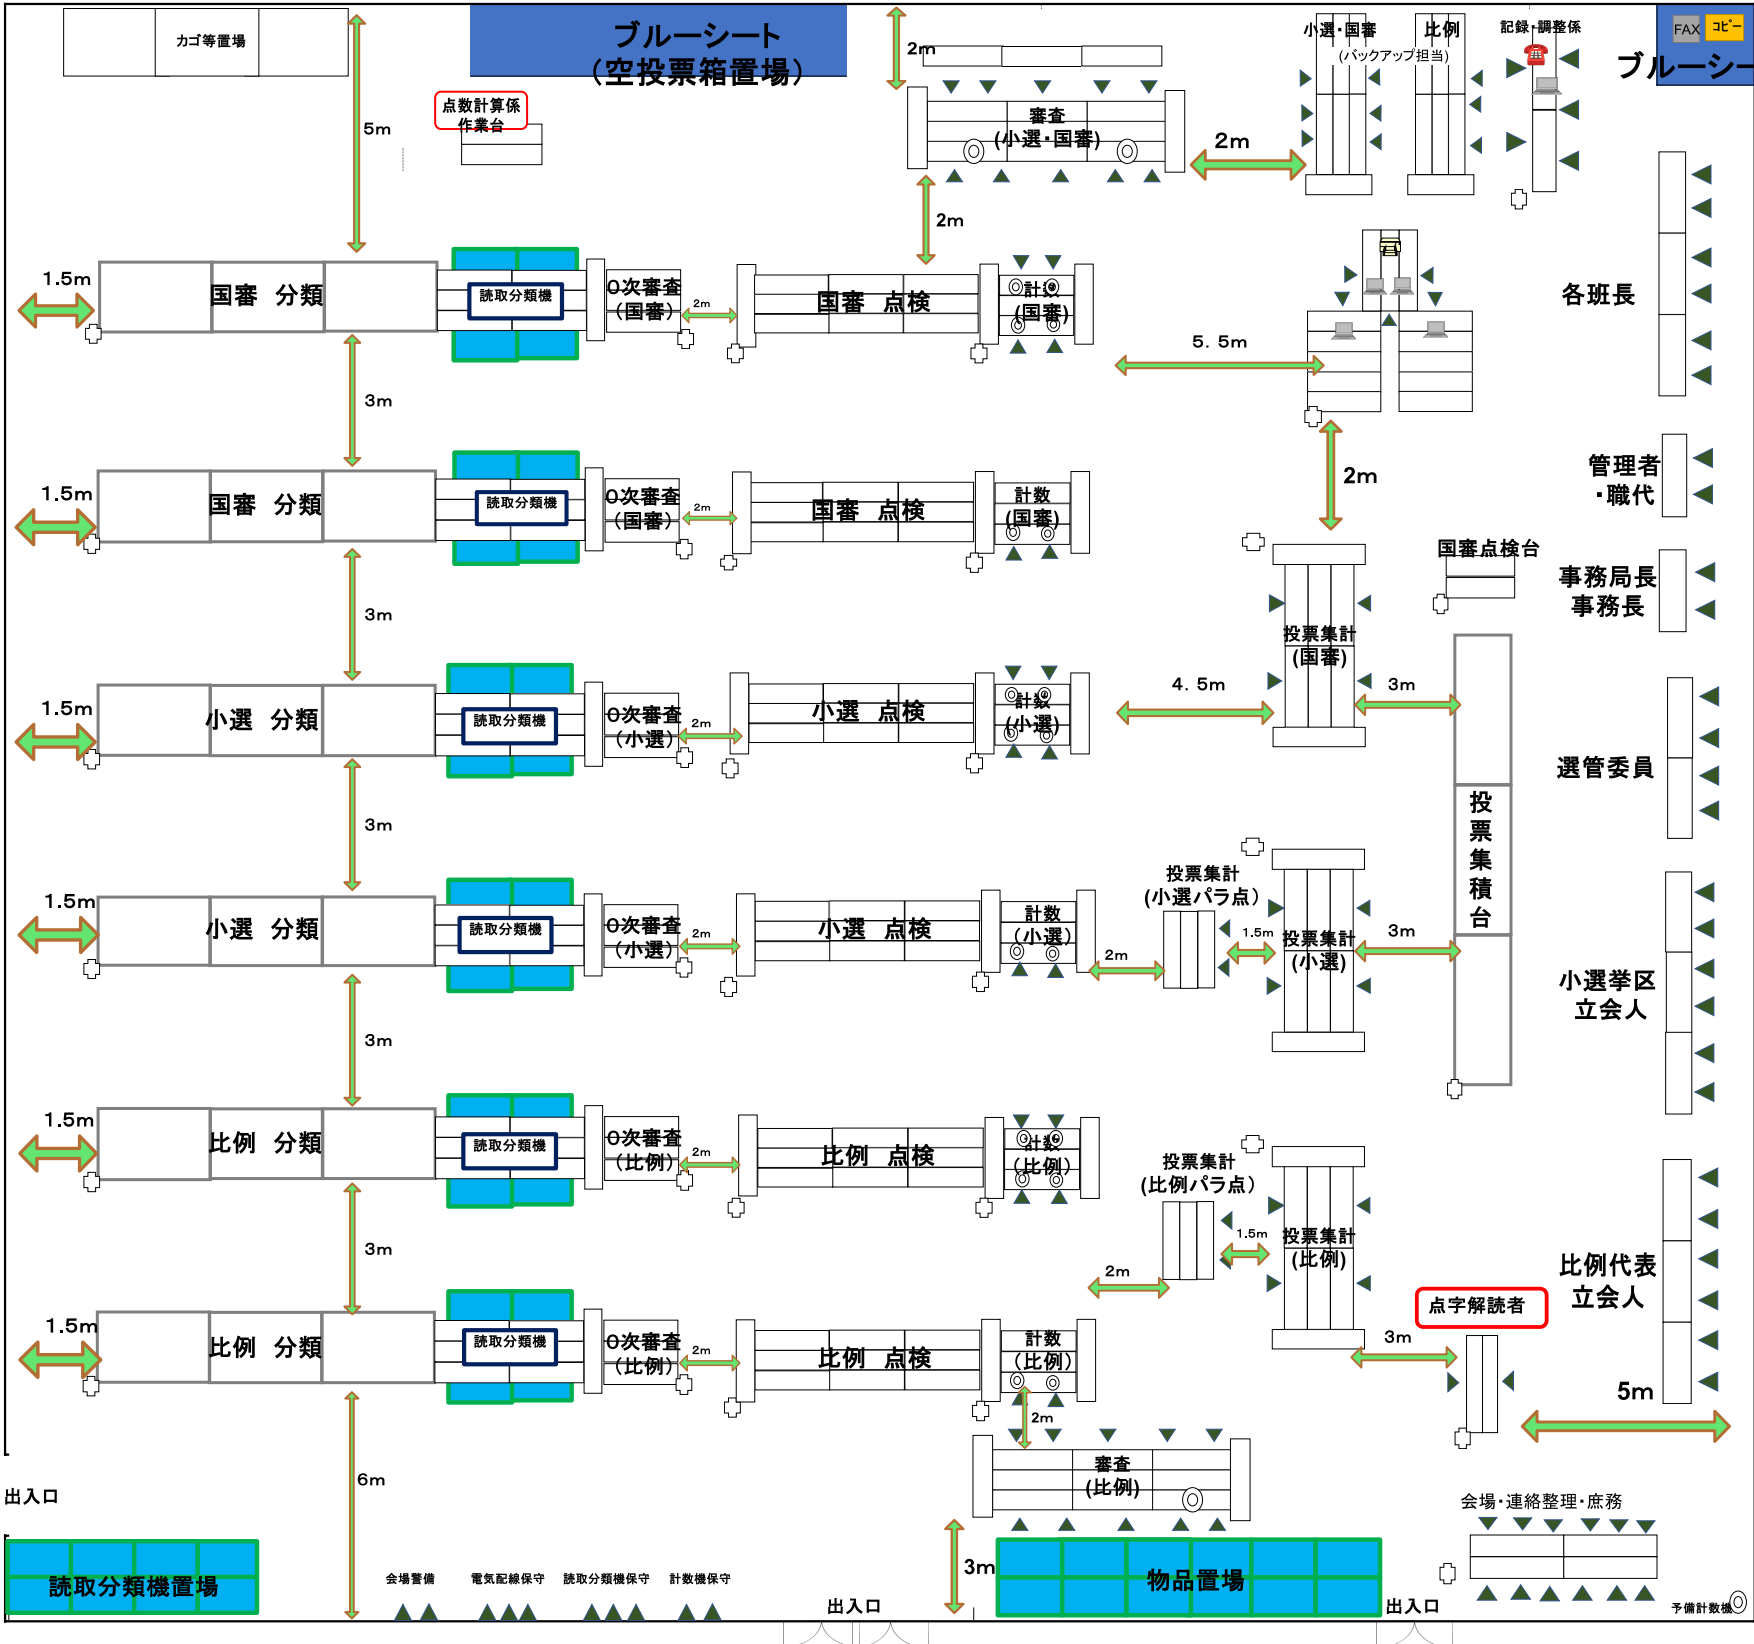 カゴ等置場
ブルーシート
（空投票箱置場）
2m
小選・国審
比例
（バックアップ担当）
記録・調整係
FAX
コピー
ブルーシー
点数計算係
作業台
5m
審査
(小選・国審)
2m
2m
各班長
1.5m
国審 分類
読取分類機
0次審査
（国審）
2m
国審 点検
計数
(国審)
5.5m
3m
2m
管理者
・職代
1.5m
国審 分類
読取分類機
0次審査
（国審）
2m
国審 点検
計数
(国審)
国審点検台
事務局長
事務長
3m
投票集計
(国審)
1.5m
小選 分類
読取分類機
0次審査
（小選）
2m
小選 点検
計数
(小選)
4.5m
3m
選管委員
投票集積台
3m
1.5m
小選 分類
読取分類機
0次審査
（小選）
2m
小選 点検
計数
(小選)
2m
投票集計
(小選パラ点)
1.5m
投票集計
(小選)
3m
小選挙区
立会人
3m
1.5m
比例 分類
読取分類機
0次審査
（比例）
2m
比例 点検
計数
(比例)
投票集計
(比例パラ点)
1.5m
投票集計
(比例)
3m
2m
比例代表
立会人
点字解読者
1.5m
比例 分類
読取分類機
0次審査
（比例）
2m
比例 点検
計数
(比例)
3m
5m
2m
6m
審査
(比例)
出入口
会場・連絡整理・庶務
3m
読取分類機置場
会場警備
電気配線保守
読取分類機保守
計数機保守
物品置場
出入口
出入口
予備計数機